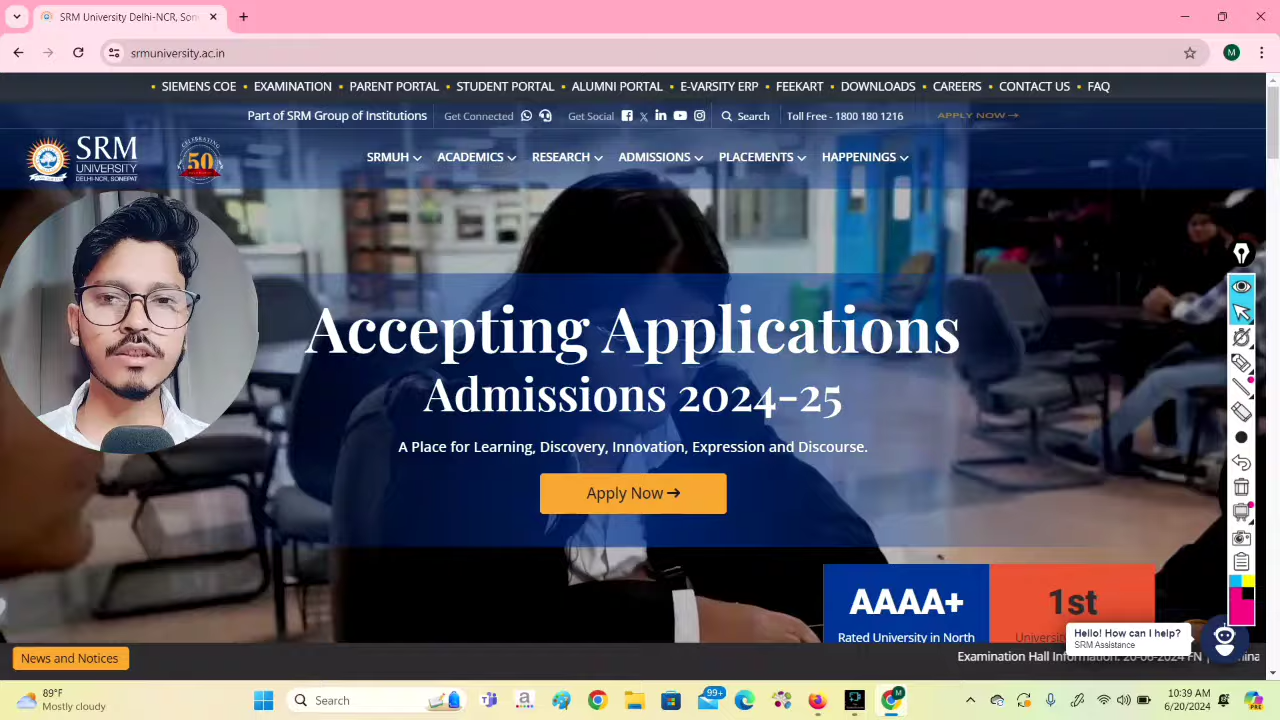 SRM University Delhi-NCR, Son
srmuniversity.ac.in
M
SIEMENS COE • EXAMINATION • PARENT PORTAL • STUDENT PORTAL • ALUMNI PORTAL • E-VARSITY ERP • FEEKART • DOWNLOADS • CAREERS • CONTACT US • FAQ
Part of SRM Group of Institutions Get Connected Get Social Search Toll Free - 1800 180 1216 APPLY NOW →
SRM
UNIVERSITY
DELHI-NCR, SONEPAT
CELEBRATING
50
SRMUH ACADEMICS RESEARCH ADMISSIONS PLACEMENTS HAPPENINGS
Accepting Applications
Admissions 2024-25
A Place for Learning, Discovery, Innovation, Expression and Discourse.
Apply Now →
AAAA+
Rated University in North
1st
Hello! How can I help?
SRM Assistance
News and Notices
Examination Hall Information: 20-06-2024 FN
89°F
Mostly cloudy
Search
99+
10:39 AM
6/20/2024